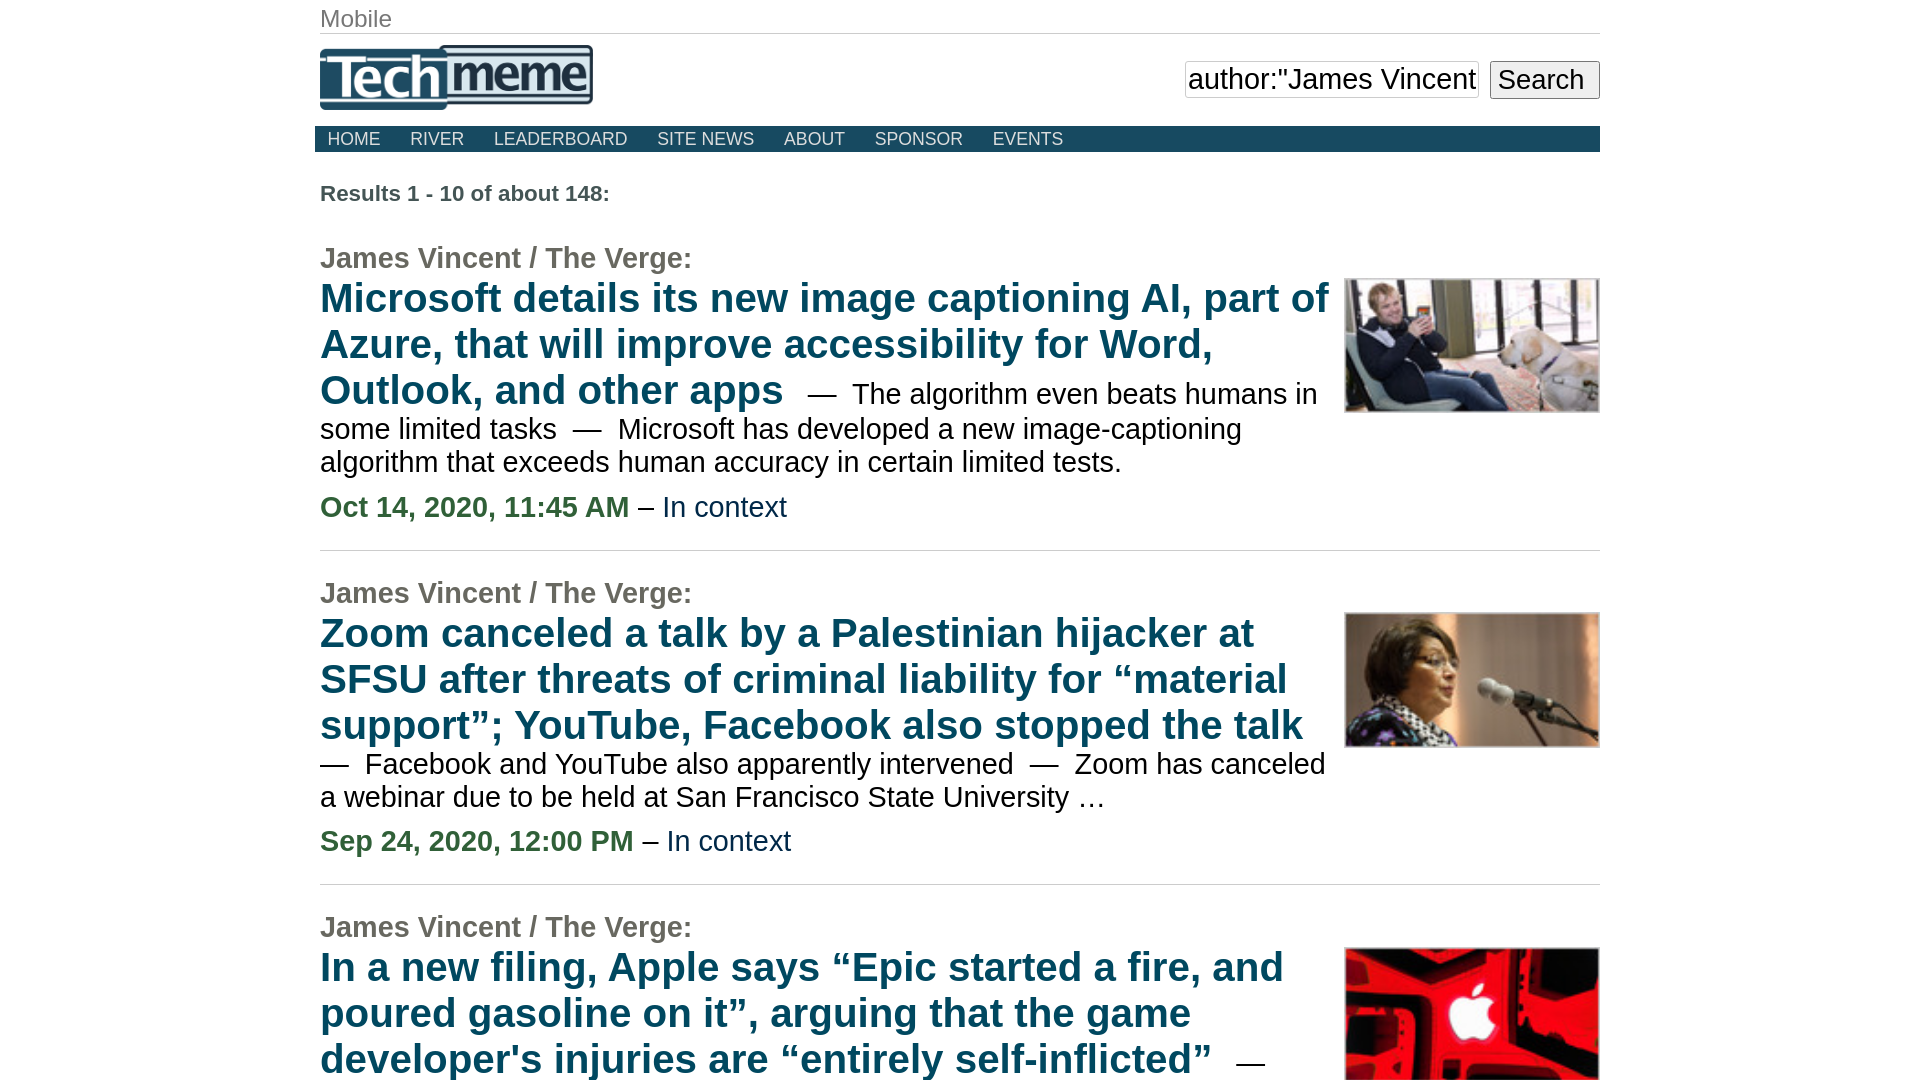 Mobile
Techmeme
author:"James Vincent
Search
HOME RIVER LEADERBOARD SITE NEWS ABOUT SPONSOR EVENTS
Results 1 - 10 of about 148:
James Vincent / The Verge:
Microsoft details its new image captioning AI, part of
Azure, that will improve accessibility for Word,
Outlook, and other apps — The algorithm even beats humans in
some limited tasks — Microsoft has developed a new image-captioning
algorithm that exceeds human accuracy in certain limited tests.
Oct 14, 2020, 11:45 AM – In context
James Vincent / The Verge:
Zoom canceled a talk by a Palestinian hijacker at
SFSU after threats of criminal liability for “material
support”; YouTube, Facebook also stopped the talk
— Facebook and YouTube also apparently intervened — Zoom has canceled
a webinar due to be held at San Francisco State University …
Sep 24, 2020, 12:00 PM – In context
James Vincent / The Verge:
In a new filing, Apple says “Epic started a fire, and
poured gasoline on it”, arguing that the game
developer's injuries are “entirely self-inflicted” —